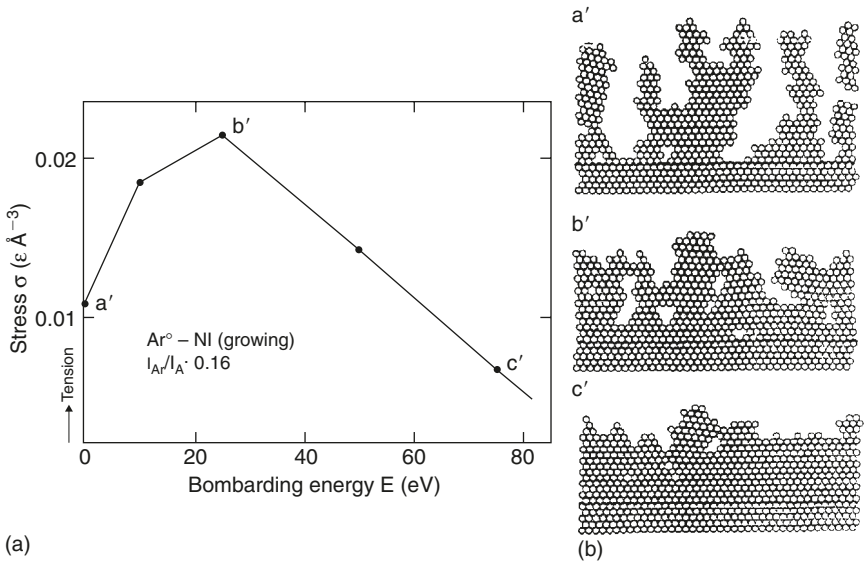 0.02
0.01
Stress σ (ε Å⁻³)
Tension
a′
b′
c′
Ar° – NI (growing)
I_Ar/I_A· 0.16
0
20
40
60
80
Bombarding energy E (eV)
(a)
a′
b′
c′
(b)